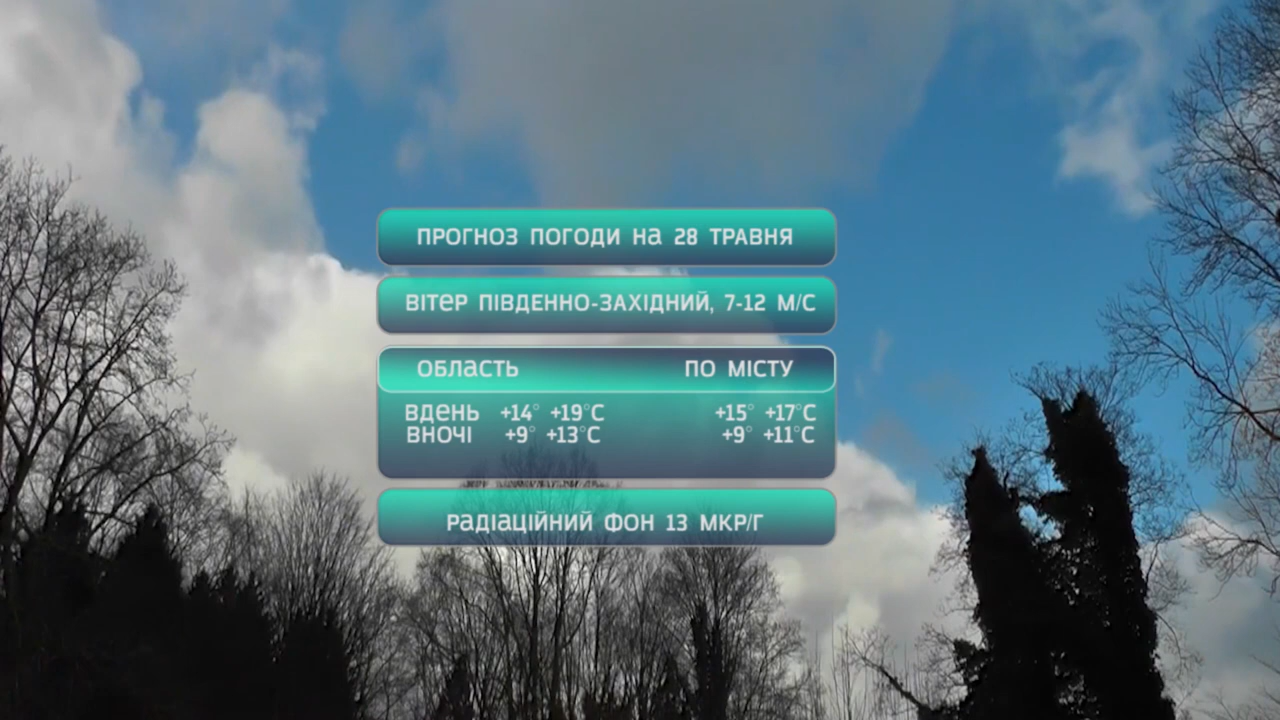 ПРОГНОЗ ПОГОДИ НА 28 ТРАВНЯ
ВІТЕР ПІВДЕННО-ЗАХІДНИЙ, 7-12 М/С
ОБЛАСТЬ ПО МІСТУ
ВДЕНЬ +14° +19°С +15° +17°С
ВНОЧІ +9° +13°С +9° +11°С
РАДІАЦІЙНИЙ ФОН 13 МКР/Г